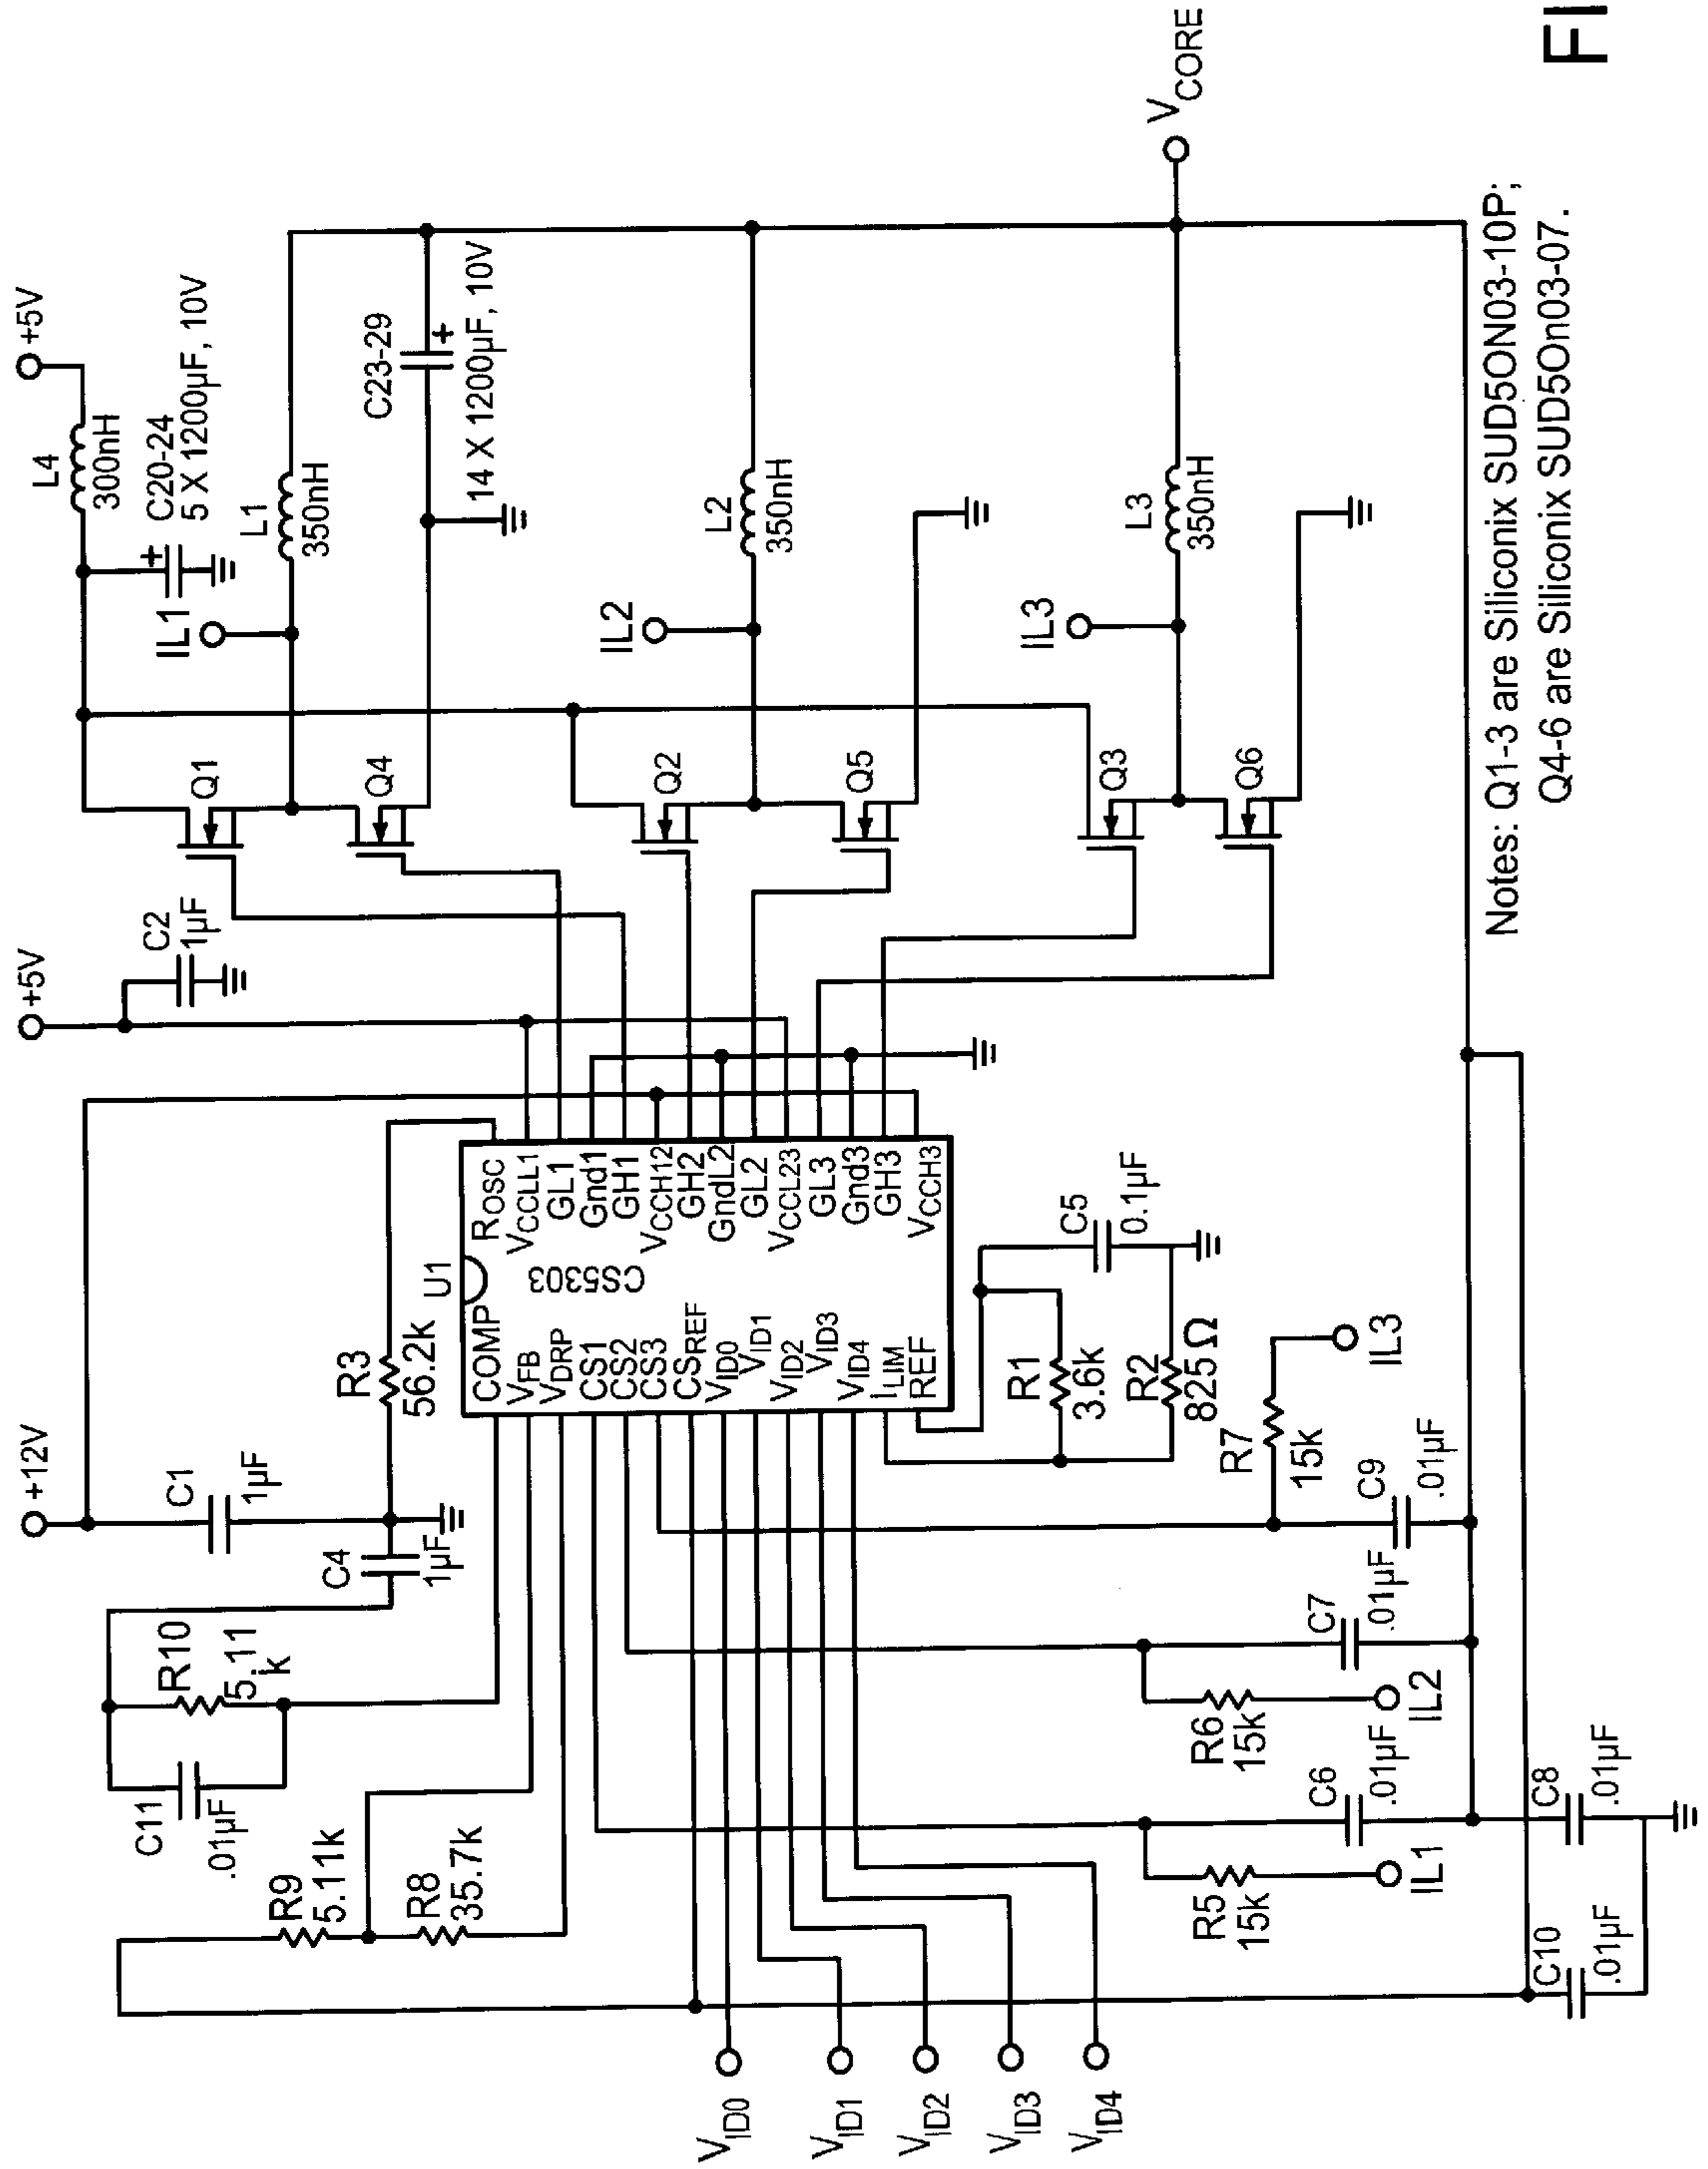 +12V
+5V
+5V
C1
1µF
C4
1µF
R3
56.2k
C2
1µF
L4
300nH
C20-24
5 X 1200µF, 10V
R10
5.11
k
C11
.01µF
R9
5.11k
R8
35.7k
U1
CS5303
COMP
VFB
VDRP
CS1
CS2
CS3
CSREF
VID0
VID1
VID2
VID3
VID4
ILIM
REF
ROSC
VCCLL1
GL1
Gnd1
GH1
VCCH12
GH2
GndL2
GL2
VCCL23
GL3
Gnd3
GH3
VCCH3
Q1
Q4
IL1
L1
350nH
C23-29
+
14 X 1200µF, 10V
Q2
Q5
IL2
L2
350nH
Q3
Q6
IL3
L3
350nH
VCORE
VID0
VID1
VID2
VID3
VID4
R1
3.6k
R2
825 Ω
C5
0.1µF
R5
15k
IL1
C6
.01µF
R6
15k
IL2
C7
.01µF
R7
15k
IL3
C9
.01µF
C10
.01µF
C8
.01µF
Notes: Q1-3 are Siliconix SUD5ON03-10P;
Q4-6 are Siliconix SUD5On03-07.